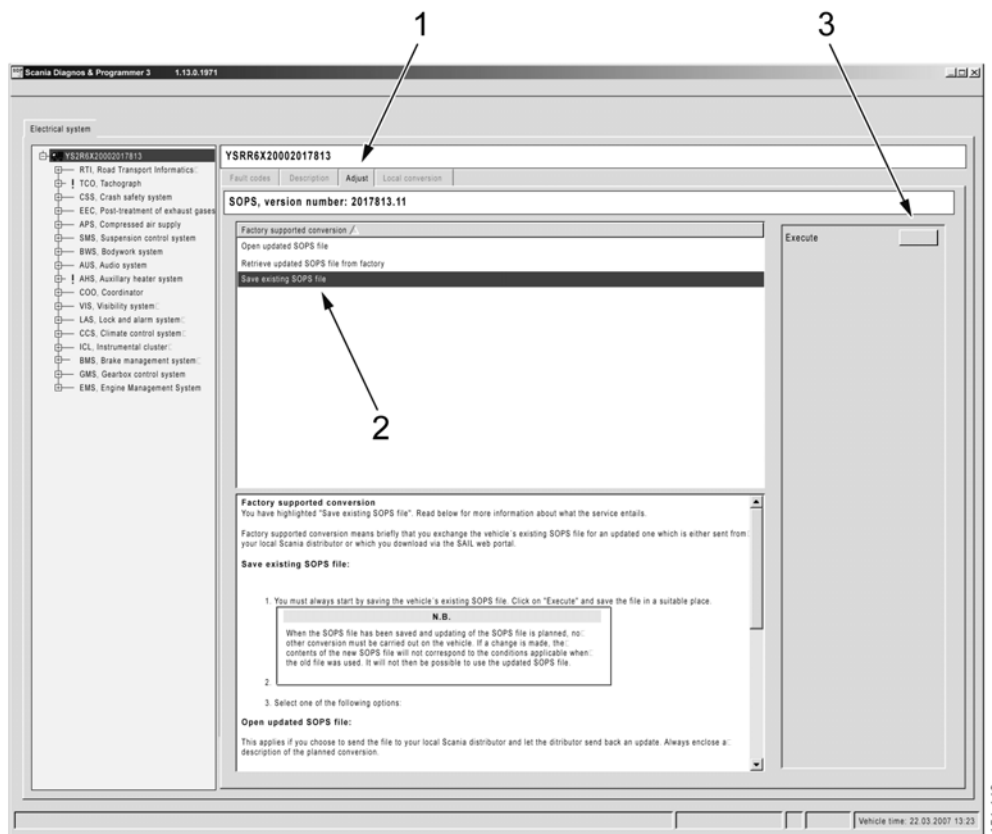 1
3
Scania Diagnos & Programmer 3 1.13.0.1971
Electrical system
YS2R6X20002017813
RTI, Road Transport Informatics
TCO, Tachograph
CSS, Crash safety system
EEC, Post-treatment of exhaust gases
APS, Compressed air supply
SMS, Suspension control system
BWS, Bodywork system
AUS, Audio system
AHS, Auxillary heater system
COO, Coordinator
VIS, Visibility system
LAS, Lock and alarm system
CCS, Climate control system
ICL, Instrumental cluster
BMS, Brake management system
GMS, Gearbox control system
EMS, Engine Management System
YSRR6X20002017813
Fault codes Description Adjust Local conversion
SOPS, version number: 2017813.11
Factory supported conversion
Open updated SOPS file
Retrieve updated SOPS file from factory
Save existing SOPS file
2
Execute
Factory supported conversion
You have highlighted "Save existing SOPS file". Read below for more information about what the service entails.
Factory supported conversion means briefly that you exchange the vehicle's existing SOPS file for an updated one which is either sent from
your local Scania distributor or which you download via the SAIL web portal.
Save existing SOPS file:
1. You must always start by saving the vehicle's existing SOPS file. Click on "Execute" and save the file in a suitable place.
N.B.
When the SOPS file has been saved and updating of the SOPS file is planned, no
other conversion must be carried out on the vehicle. If a change is made, the
contents of the new SOPS file will not correspond to the conditions applicable when
the old file was used. It will not then be possible to use the updated SOPS file.
2.
3. Select one of the following options:
Open updated SOPS file:
This applies if you choose to send the file to your local Scania distributor and let the ditributor send back an update. Always enclose a
description of the planned conversion.
Vehicle time: 22.03.2007 13:23